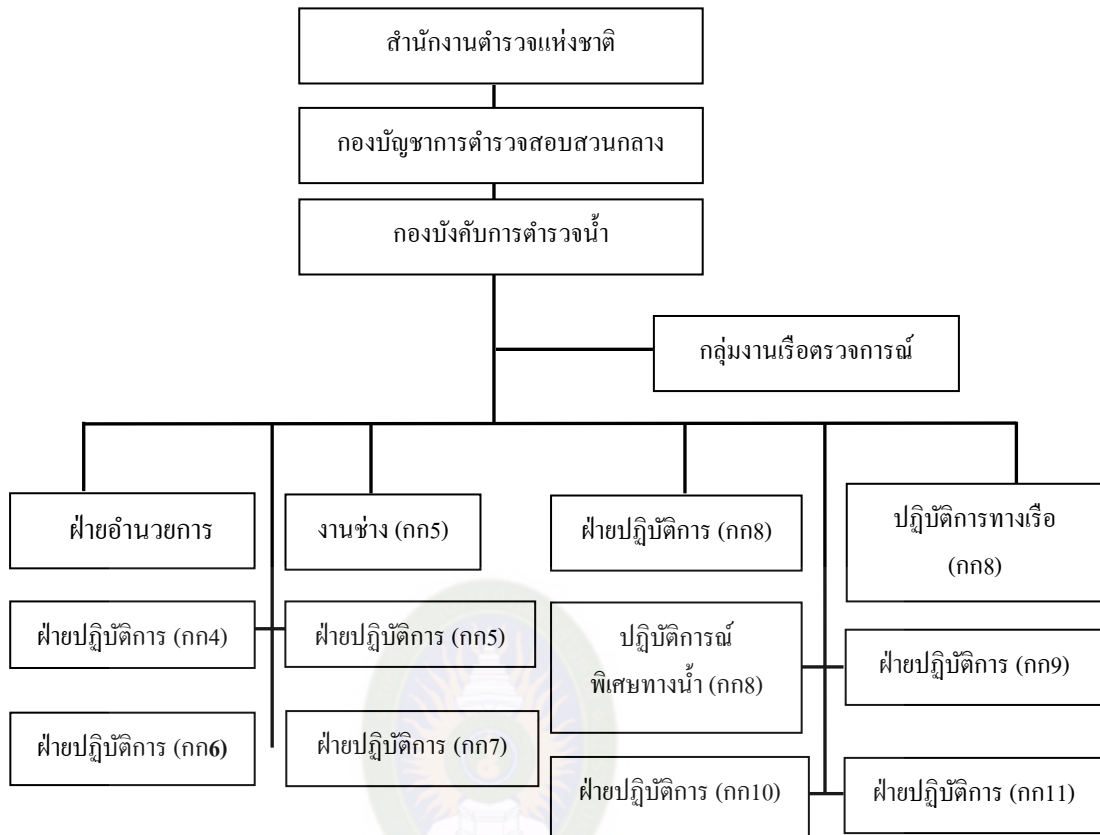 สำนักงานตำรวจแห่งชาติ
กองบัญชาการตำรวจสอบสวนกลาง
กองบังคับการตำรวจน้ำ
กลุ่มงานเรือตรวจการณ์
ฝ่ายอำนวยการ
งานช่าง (กก5)
ฝ่ายปฏิบัติการ (กก8)
ปฏิบัติการทางเรือ
(กก8)
ฝ่ายปฏิบัติการ (กก4)
ฝ่ายปฏิบัติการ (กก5)
ปฏิบัติการณ์
พิเศษทางน้ำ (กก8)
ฝ่ายปฏิบัติการ (กก9)
ฝ่ายปฏิบัติการ (กก6)
ฝ่ายปฏิบัติการ (กก7)
ฝ่ายปฏิบัติการ (กก10)
ฝ่ายปฏิบัติการ (กก11)